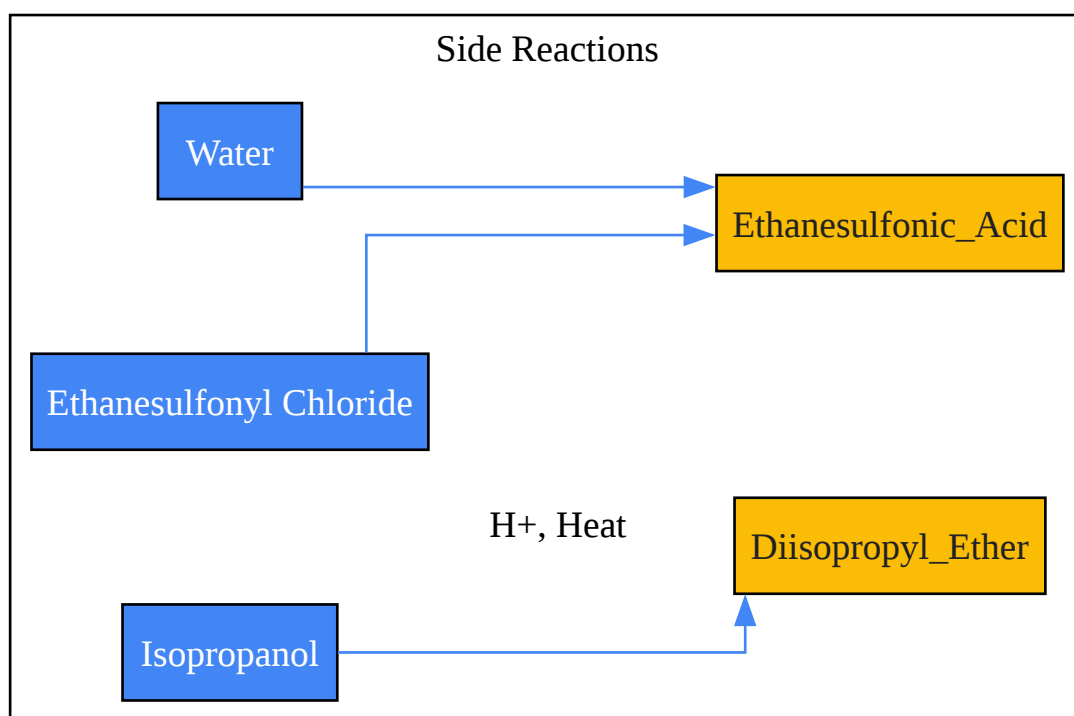 Side Reactions
Water
Ethanesulfonic_Acid
Ethanesulfonyl Chloride
H+, Heat
Diisopropyl_Ether
Isopropanol